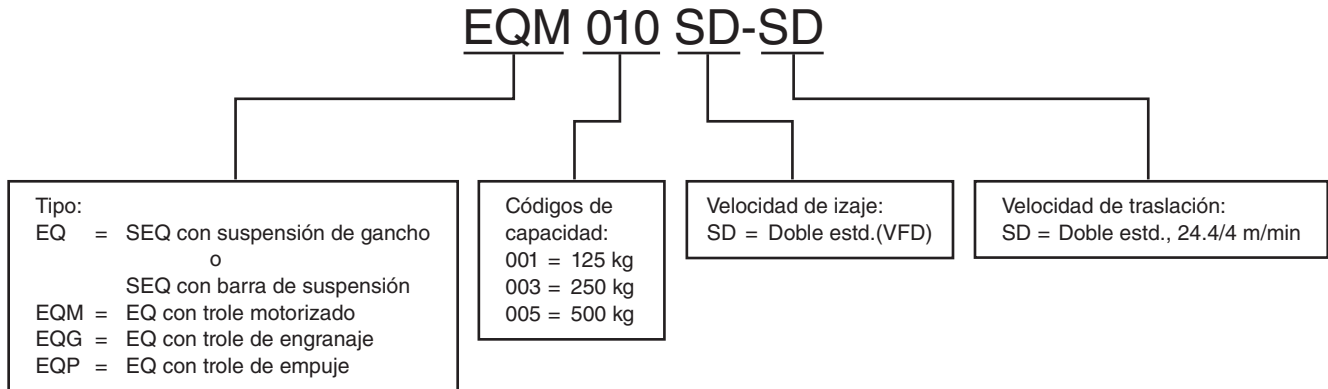 EQM 010 SD-SD
Tipo:
EQ = SEQ con suspensión de gancho
o
SEQ con barra de suspensión
EQM = EQ con trole motorizado
EQG = EQ con trole de engranaje
EQP = EQ con trole de empuje
Códigos de
capacidad:
001 = 125 kg
003 = 250 kg
005 = 500 kg
Velocidad de izaje:
SD = Doble estd.(VFD)
Velocidad de traslación:
SD = Doble estd., 24.4/4 m/min